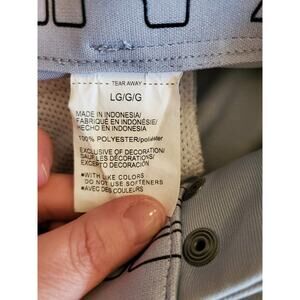 TEAR AWAY
LG/G/G
MADE IN INDONESIA
FABRIQUÉ EN INDONÉSIE/
HECHO EN INDONESIA
100% POLYESTER/poliéster
EXCLUSIVE OF DECORATION/
SAUF LES DÉCORATIONS/
EXCEPTO DECORACIÓN
•WITH LIKE COLORS
DO NOT USE SOFTENERS
•AVEC DES COULEURS